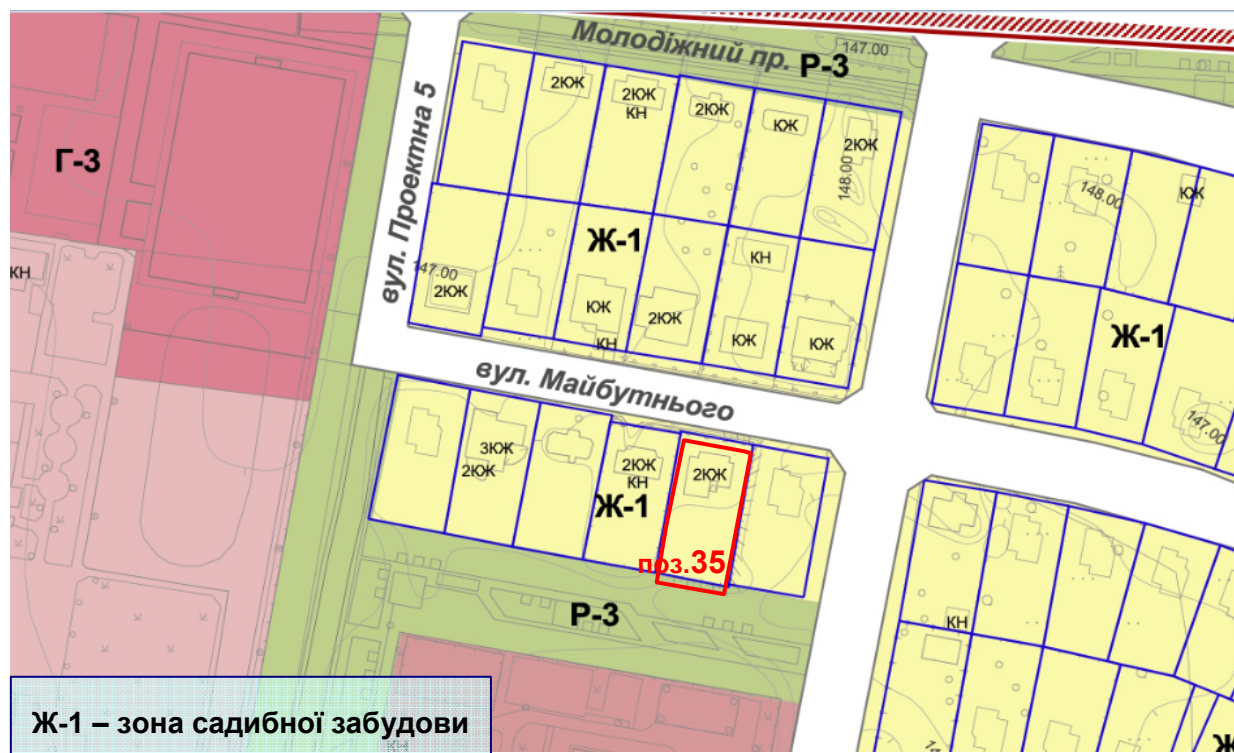 Молодіжний пр.
Р-3
147.00
2КЖ
2КЖ
КН
2КЖ
КЖ
2КЖ
148.00
Г-3
вул. Проектна 5
Ж-1
КН
147.00
2КЖ
КЖ
КН
2КЖ
КЖ
КЖ
КН
148.00
КЖ
Ж-1
147.00
вул. Майбутнього
3КЖ
2КЖ
2КЖ
КН
Ж-1
2КЖ
поз.35
Р-3
КН
Ж-1 – зона садибної забудови